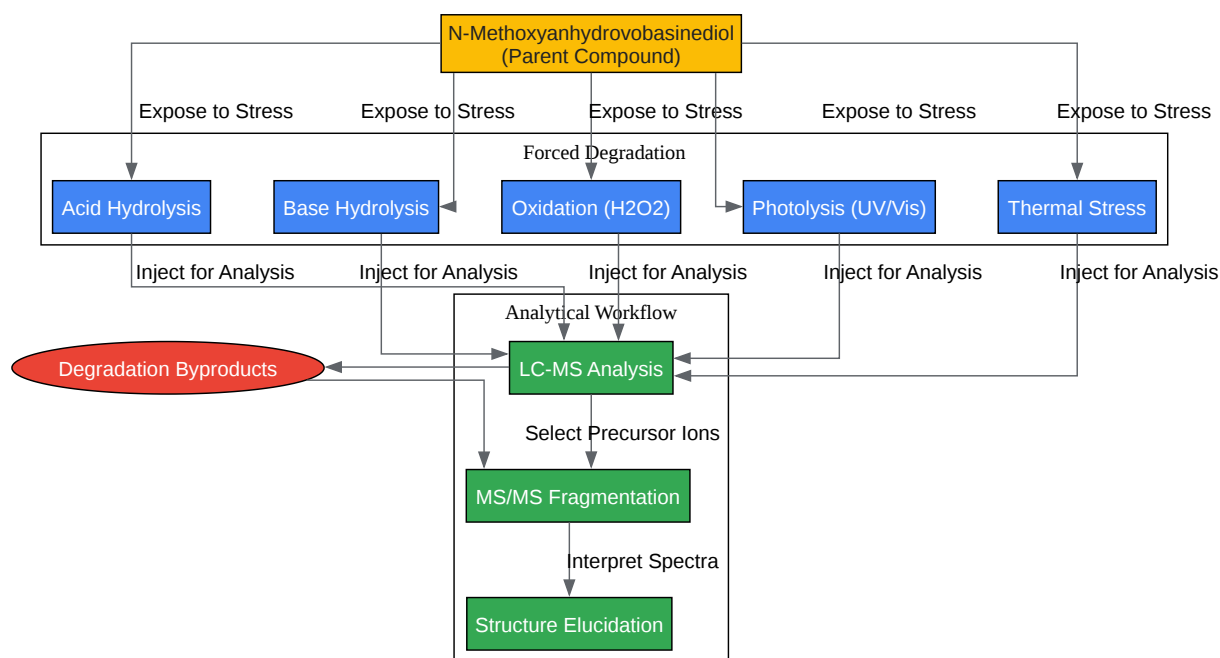 N-Methoxyanhydrovobasinediol
(Parent Compound)
Expose to Stress
Expose to Stress
Expose to Stress
Expose to Stress
Expose to Stress
Forced Degradation
Acid Hydrolysis
Base Hydrolysis
Oxidation (H2O2)
Photolysis (UV/Vis)
Thermal Stress
Inject for Analysis
Inject for Analysis
Inject for Analysis
Inject for Analysis
Inject for Analysis
Analytical Workflow
Degradation Byproducts
LC-MS Analysis
Select Precursor Ions
MS/MS Fragmentation
Interpret Spectra
Structure Elucidation